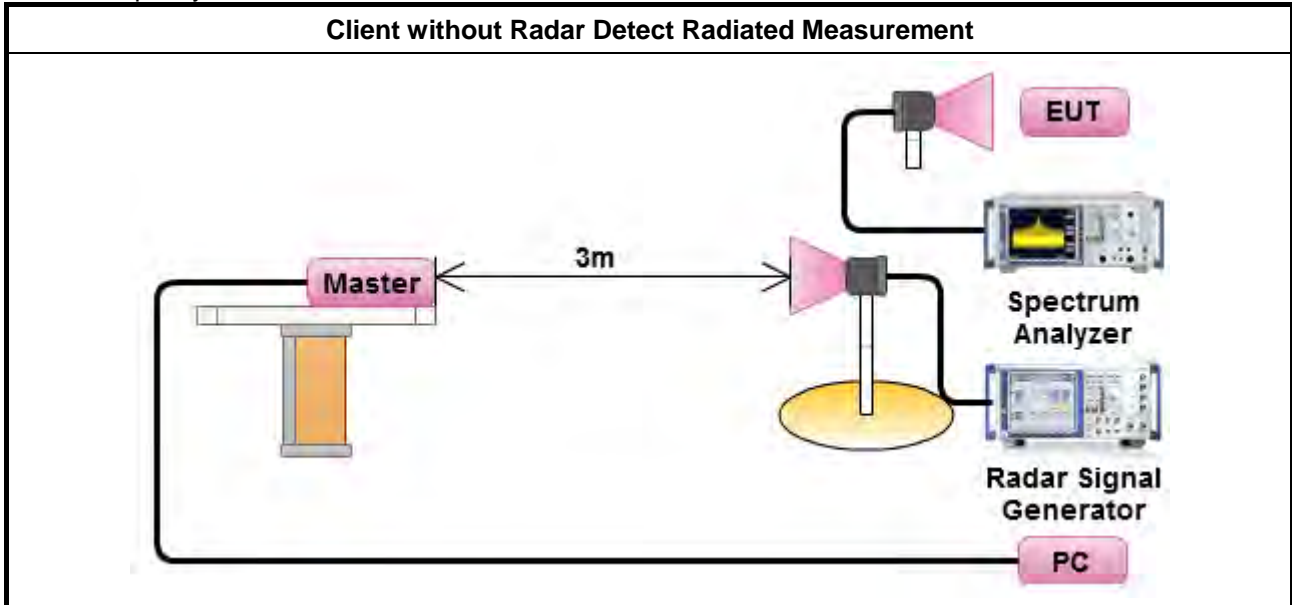 Client without Radar Detect Radiated Measurement
EUT
3m
Master
Spectrum
Analyzer
Radar Signal
Generator
PC